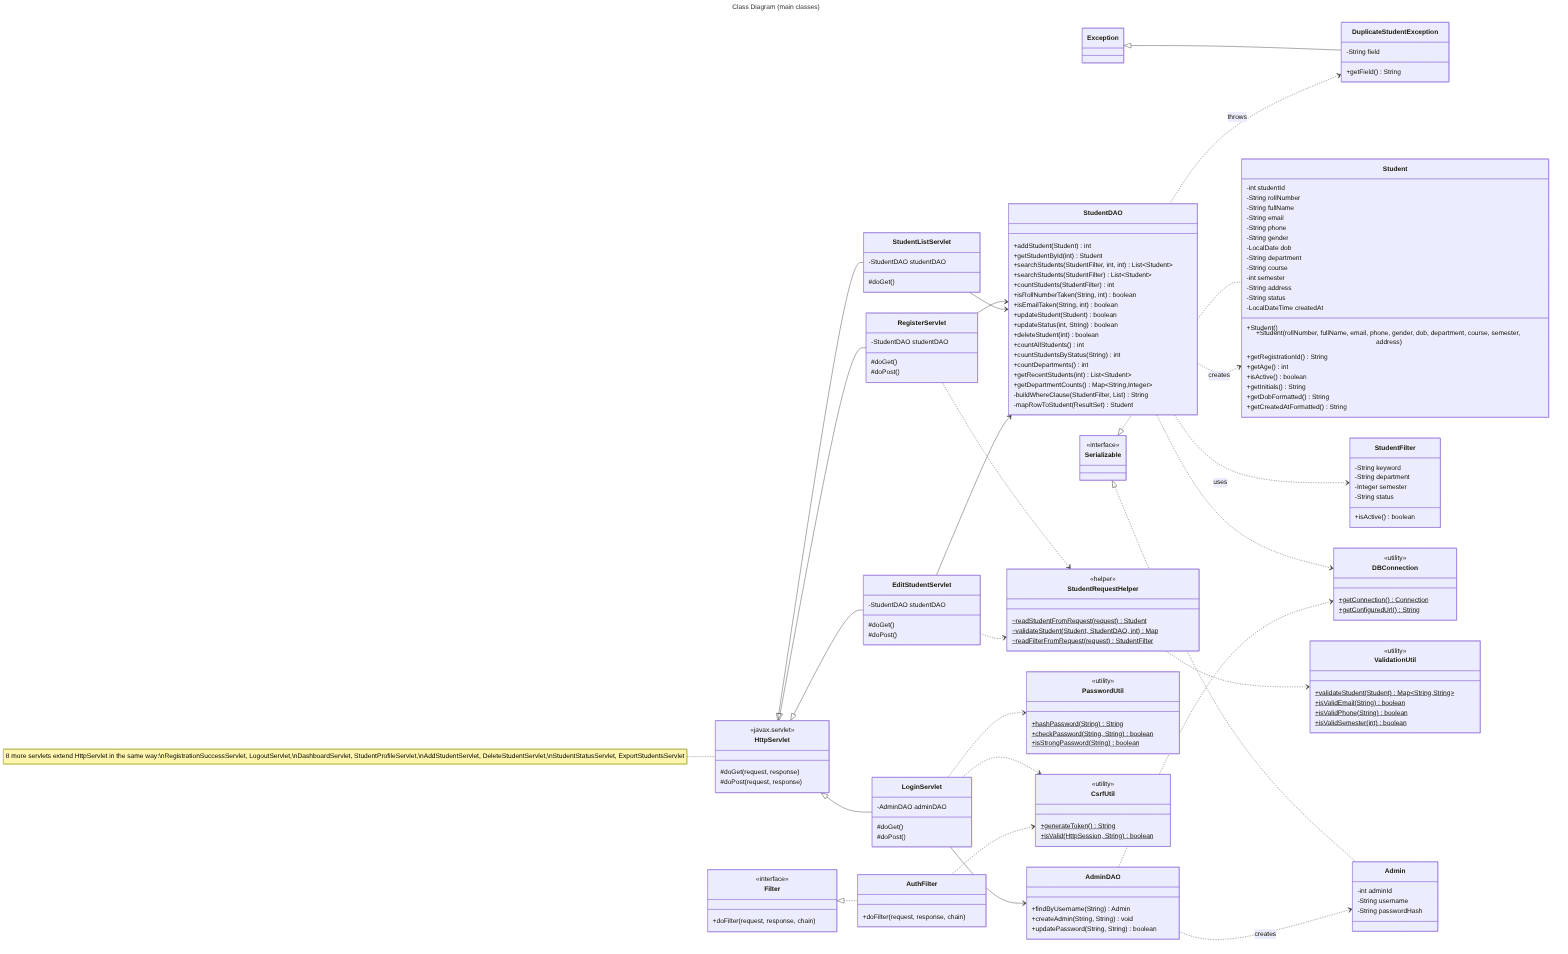 Class Diagram (main classes)
Exception
DuplicateStudentException
-String field
+getField() : String
throws
Student
-int studentId
-String rollNumber
-String fullName
-String email
-String phone
-String gender
-LocalDate dob
-String department
-String course
-int semester
-String address
-String status
-LocalDateTime createdAt
+Student()
+Student(rollNumber, fullName, email, phone, gender, dob, department, course, semester,
address)
+getRegistrationId() : String
+getAge() : int
+isActive() : boolean
+getInitials() : String
+getDobFormatted() : String
+getCreatedAtFormatted() : String
StudentDAO
+addStudent(Student) : int
+getStudentById(int) : Student
+searchStudents(StudentFilter, int, int) : List<Student>
+searchStudents(StudentFilter) : List<Student>
+countStudents(StudentFilter) : int
+isRollNumberTaken(String, int) : boolean
+isEmailTaken(String, int) : boolean
+updateStudent(Student) : boolean
+updateStatus(int, String) : boolean
+deleteStudent(int) : boolean
+countAllStudents() : int
+countStudentsByStatus(String) : int
+countDepartments() : int
+getRecentStudents(int) : List<Student>
+getDepartmentCounts() : Map<String,Integer>
-buildWhereClause(StudentFilter, List) : String
-mapRowToStudent(ResultSet) : Student
creates
StudentListServlet
-StudentDAO studentDAO
#doGet()
RegisterServlet
-StudentDAO studentDAO
#doGet()
#doPost()
«interface»
Serializable
StudentFilter
-String keyword
-String department
-Integer semester
-String status
+isActive() : boolean
uses
«utility»
DBConnection
+getConnection() : Connection
+getConfiguredUrl() : String
EditStudentServlet
-StudentDAO studentDAO
#doGet()
#doPost()
«helper»
StudentRequestHelper
~readStudentFromRequest(request) : Student
~validateStudent(Student, StudentDAO, int) : Map
~readFilterFromRequest(request) : StudentFilter
«utility»
ValidationUtil
+validateStudent(Student) : Map<String,String>
+isValidEmail(String) : boolean
+isValidPhone(String) : boolean
+isValidSemester(int) : boolean
«utility»
PasswordUtil
+hashPassword(String) : String
+checkPassword(String, String) : boolean
+isStrongPassword(String) : boolean
8 more servlets extend HttpServlet in the same way:\nRegistrationSuccessServlet, LogoutServlet,\nDashboardServlet, StudentProfileServlet,\nAddStudentServlet, DeleteStudentServlet,\nStudentStatusServlet, ExportStudentsServlet
«javax.servlet»
HttpServlet
#doGet(request, response)
#doPost(request, response)
LoginServlet
-AdminDAO adminDAO
#doGet()
#doPost()
«utility»
CsrfUtil
+generateToken() : String
+isValid(HttpSession, String) : boolean
«interface»
Filter
+doFilter(request, response, chain)
AuthFilter
+doFilter(request, response, chain)
AdminDAO
+findByUsername(String) : Admin
+createAdmin(String, String) : void
+updatePassword(String, String) : boolean
creates
Admin
-int adminId
-String username
-String passwordHash